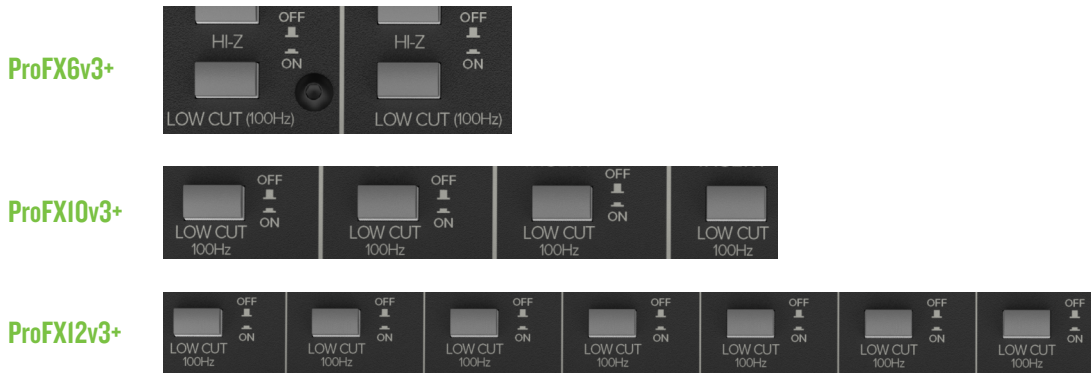 ProFX6v3+
OFF OFF
HI-Z HI-Z
ON ON
LOW CUT (100Hz) LOW CUT (100Hz)
ProFX10v3+
OFF OFF OFF
ON ON ON
LOW CUT LOW CUT LOW CUT LOW CUT
100Hz 100Hz 100Hz 100Hz
ProFX12v3+
OFF OFF OFF OFF OFF OFF OFF
ON ON ON ON ON ON ON
LOW CUT LOW CUT LOW CUT LOW CUT LOW CUT LOW CUT LOW CUT
100Hz 100Hz 100Hz 100Hz 100Hz 100Hz 100Hz